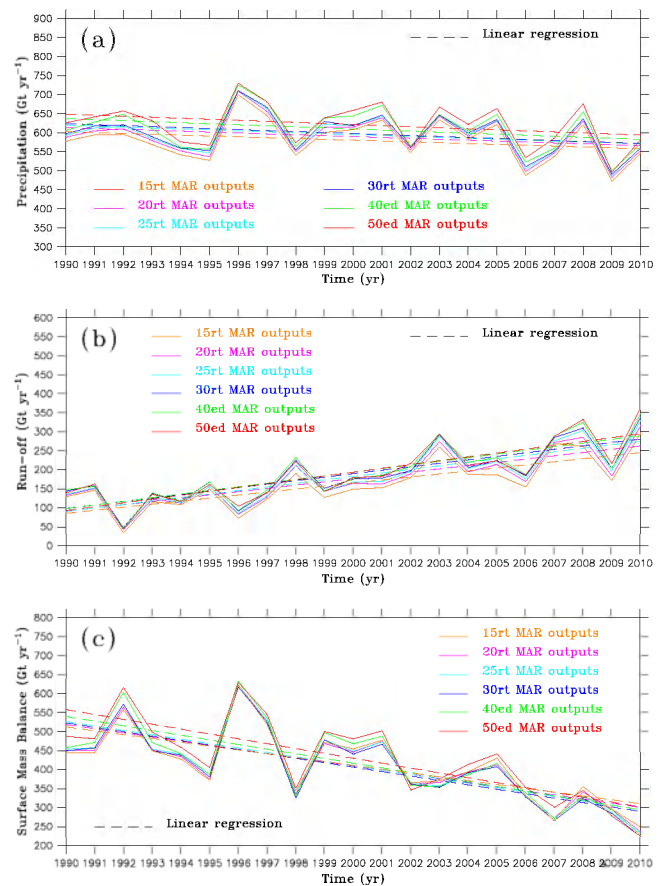 (a)
Linear regression
Precipitation (Gt yr⁻¹)
900
850
800
750
700
650
600
550
500
450
400
350
300
15rt MAR outputs
20rt MAR outputs
25rt MAR outputs
30rt MAR outputs
40ed MAR outputs
50ed MAR outputs
1990 1991 1992 1993 1994 1995 1996 1997 1998 1999 2000 2001 2002 2003 2004 2005 2006 2007 2008 2009 2010
Time (yr)
(b)
Linear regression
Run-off (Gt yr⁻¹)
600
550
500
450
400
350
300
250
200
150
100
50
0
15rt MAR outputs
20rt MAR outputs
25rt MAR outputs
30rt MAR outputs
40ed MAR outputs
50ed MAR outputs
1990 1991 1992 1993 1994 1995 1996 1997 1998 1999 2000 2001 2002 2003 2004 2005 2006 2007 2008 2009 2010
Time (yr)
(c)
Surface Mass Balance (Gt yr⁻¹)
800
750
700
650
600
550
500
450
400
350
300
250
200
15rt MAR outputs
20rt MAR outputs
25rt MAR outputs
30rt MAR outputs
40ed MAR outputs
50ed MAR outputs
Linear regression
1990 1991 1992 1993 1994 1995 1996 1997 1998 1999 2000 2001 2002 2003 2004 2005 2006 2007 2008 2009 2010
Time (yr)